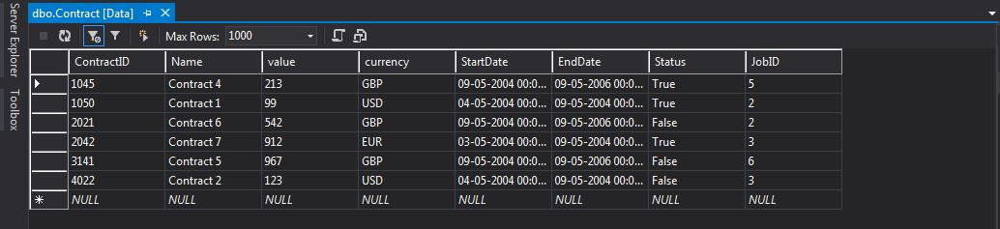 dbo.Contract [Data]
Server Explorer
Toolbox
Max Rows: 1000
ContractID Name value currency StartDate EndDate Status JobID
1045 Contract 4 213 GBP 09-05-2004 00:0... 09-05-2006 00:0... True 5
1050 Contract 1 99 USD 04-05-2004 00:0... 09-05-2006 00:0... True 2
2021 Contract 6 542 GBP 09-05-2004 00:0... 09-05-2006 00:0... False 2
2042 Contract 7 912 EUR 03-05-2004 00:0... 09-05-2006 00:0... True 3
3141 Contract 5 967 GBP 09-05-2004 00:0... 09-05-2006 00:0... False 6
4022 Contract 2 123 USD 04-05-2004 00:0... 09-05-2006 00:0... False 3
NULL NULL NULL NULL NULL NULL NULL NULL